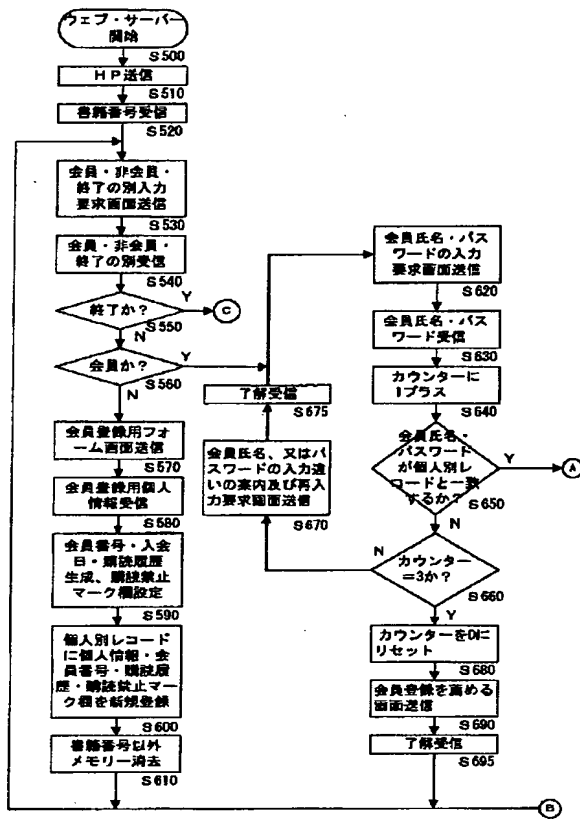 ウェブ・サーバー
開始
S500
HP送信
S510
書籍番号受信
S520
会員・非会員・
終了の別入力
要求画面送信
S530
会員・非会員・
終了の別受信
S540
終了か?
Y
C
S550
N
会員か?
Y
S560
N
会員登録用フォ
ーム画面送信
S570
会員登録用個人
情報受信
S580
会員番号・入会
日・購読履歴
生成、購読禁止
マーク欄設定
S590
個人別レコード
に個人情報・会
員番号・購読履
歴・購読禁止マー
ク欄を新規登録
S600
書籍番号以外
メモリー消去
S610
了解受信
S675
会員氏名、又はパ
スワードの入力違
いの案内及び再入
力要求画面送信
S670
会員氏名・パス
ワードの入力
要求画面送信
S620
会員氏名・パス
ワード受信
S630
カウンターに
1プラス
S640
会員氏名・
パスワード
が個人別レ
コードと一致
するか?
Y
A
S650
N
N
カウンター
=3か?
S660
Y
カウンターを0に
リセット
S680
会員登録を薦める
画面送信
S690
了解受信
S695
B